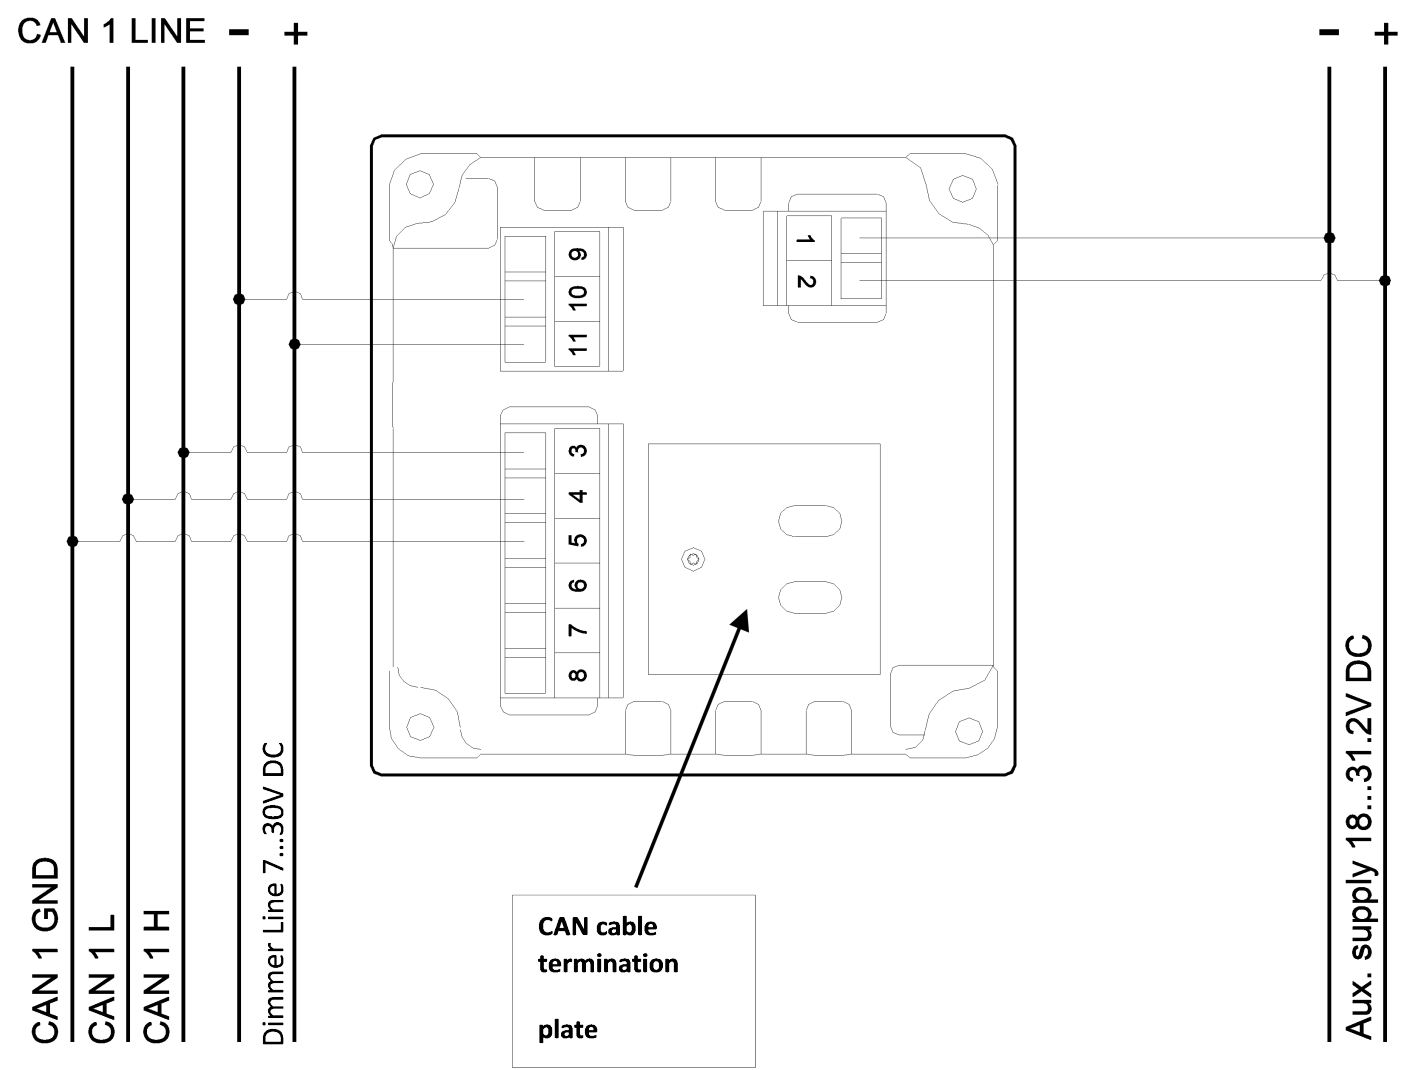 CAN 1 LINE - +
- +
9
10
11
1
2
3
4
5
6
7
8
CAN 1 GND
CAN 1 L
CAN 1 H
Dimmer Line 7...30V DC
Aux. supply 18...31.2V DC
CAN cable
termination
plate